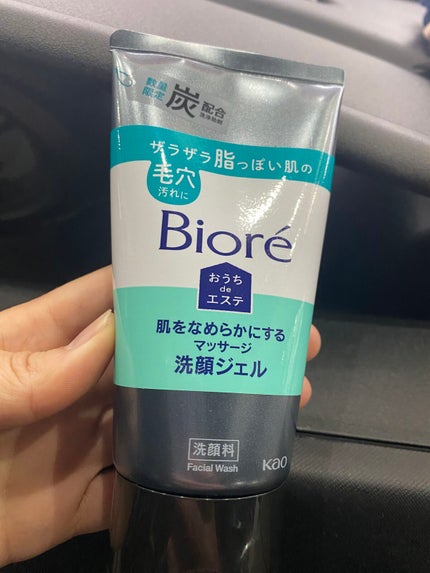 数量
限定
炭配合
洗浄助剤
ザラザラ脂っぽい肌の
毛穴
汚れに
Bioré
おうち
de
エステ
肌をなめらかにする
マッサージ
洗顔ジェル
洗顔料
Facial Wash
Kao